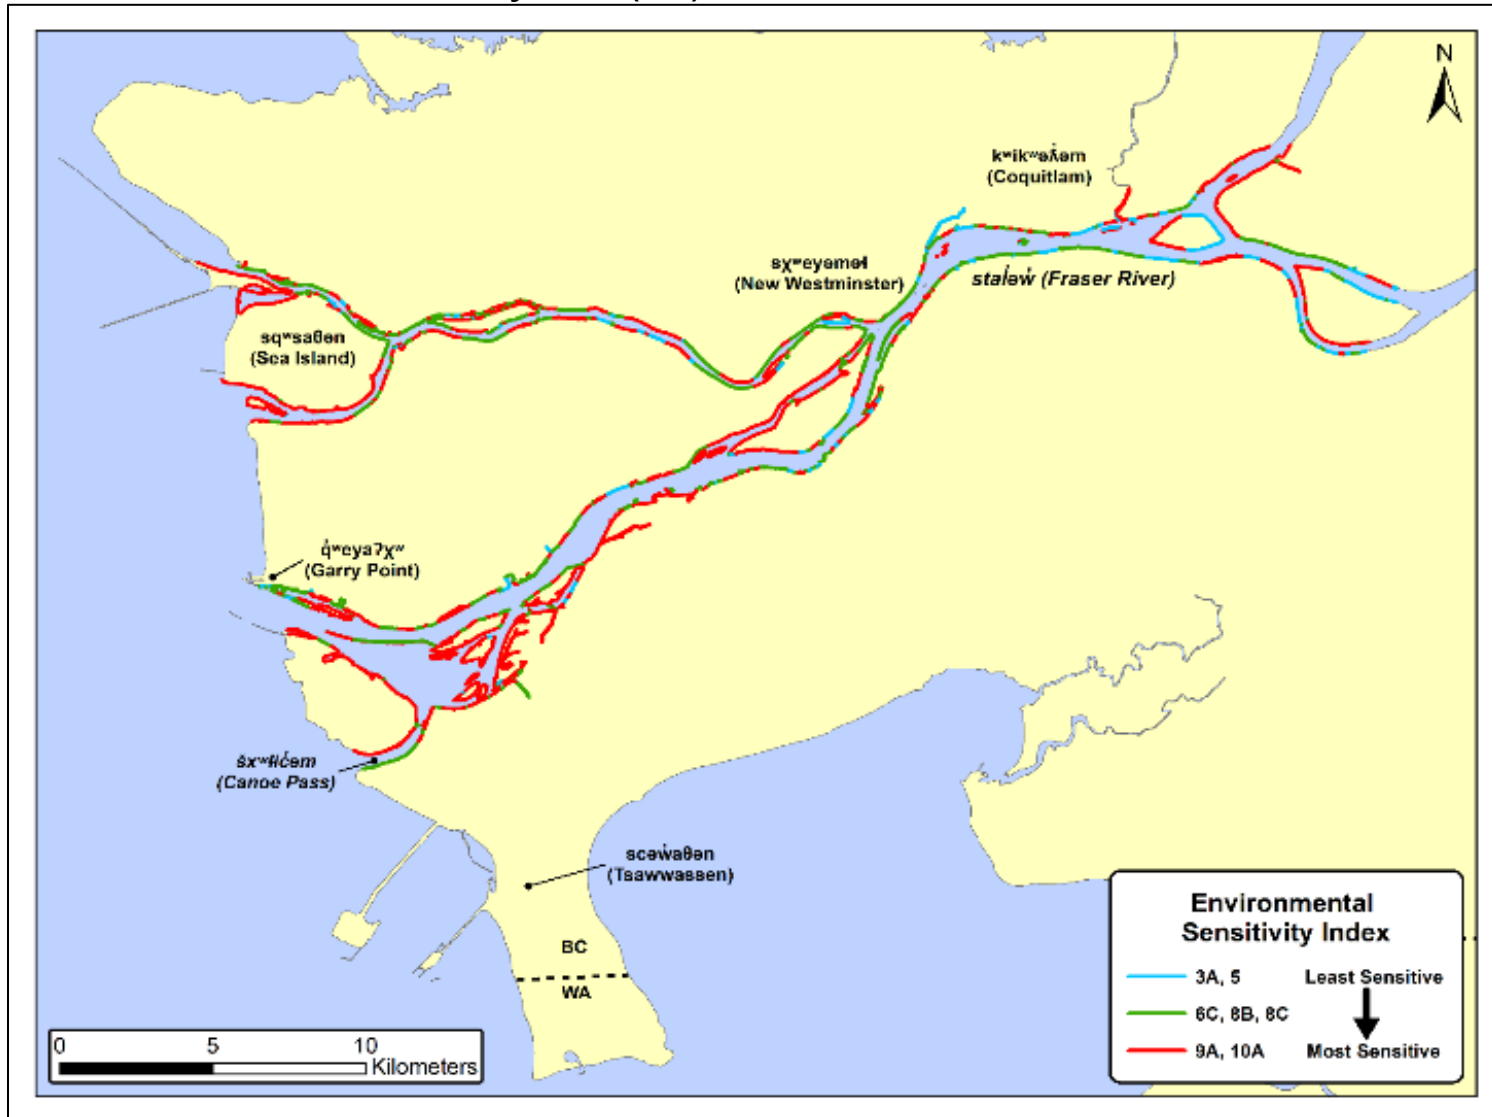 N
kʷikʷəƛ̓əm
(Coquitlam)
sχʷeyəməɬ
(New Westminster)
stal̓əw̓ (Fraser River)
sqʷsaθən
(Sea Island)
q̓ʷeyaʔχʷ
(Garry Point)
(Canoe Pass)
scəw̓aθən
(Tsawwassen)
BC
WA
Environmental
Sensitivity Index
3A, 5 Least Sensitive
6C, 8B, 8C
9A, 10A Most Sensitive
0 5 10
Kilometers